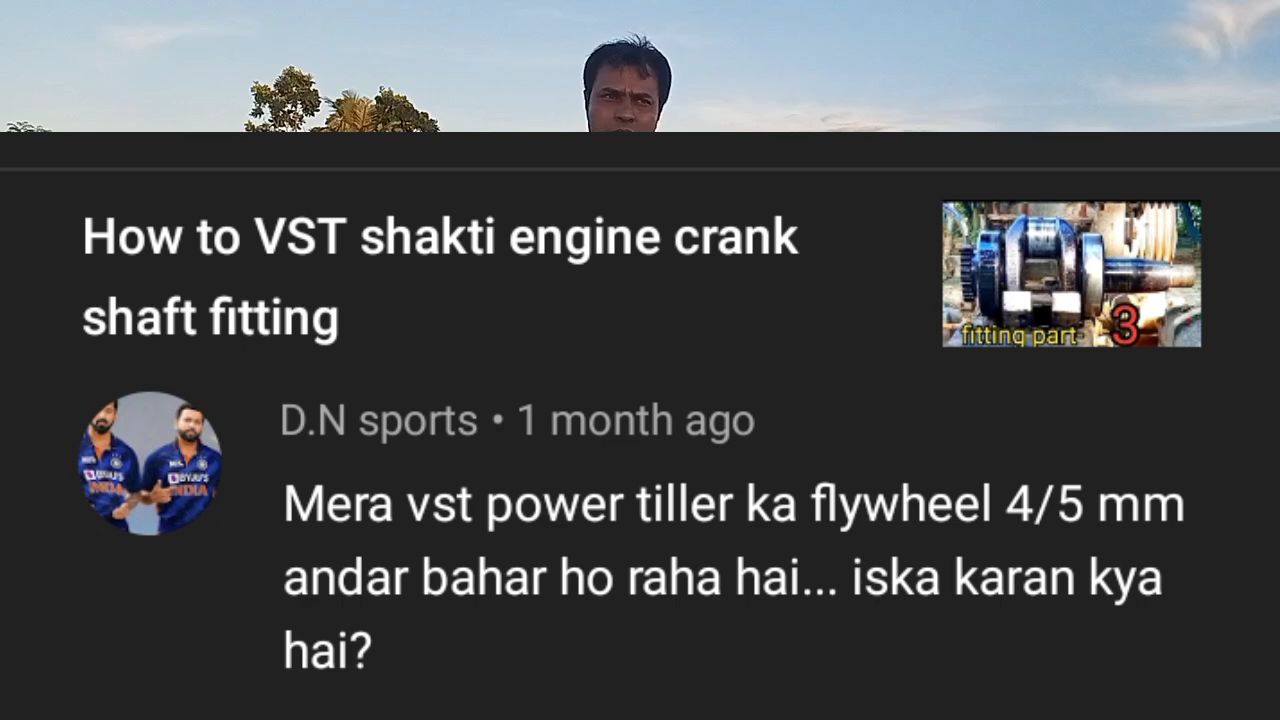 How to VST shakti engine crank
shaft fitting
fitting part 3
D.N sports • 1 month ago
Mera vst power tiller ka flywheel 4/5 mm
andar bahar ho raha hai... iska karan kya
hai?